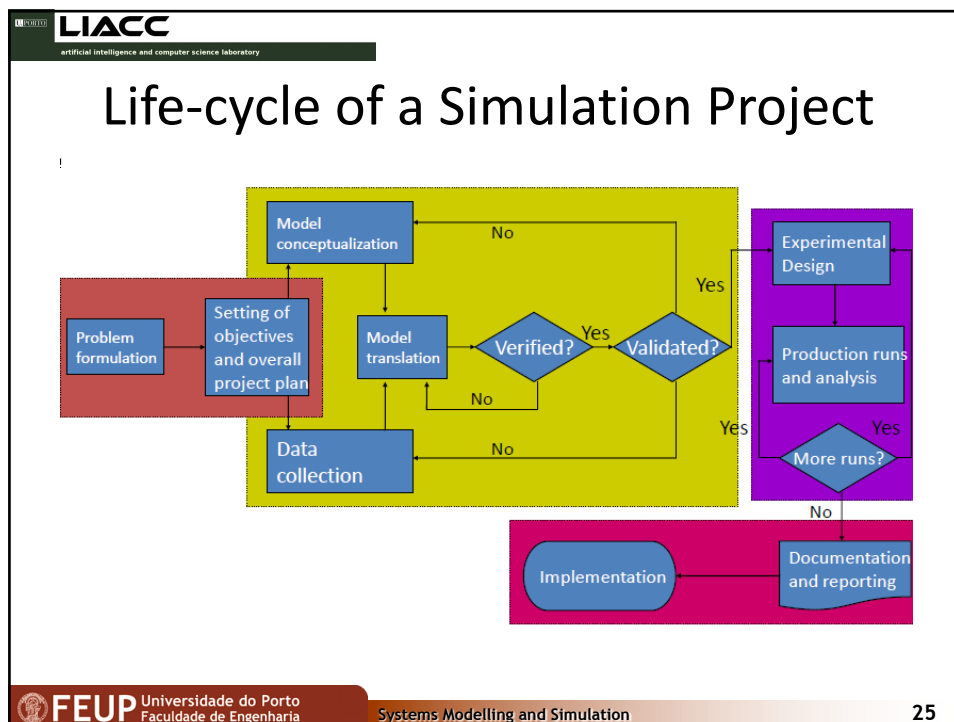 U.PORTO
LIACC
artificial intelligence and computer science laboratory
Life-cycle of a Simulation Project
!
Model
conceptualization
No
Experimental
Design
Yes
Problem
formulation
Setting of
objectives
and overall
project plan
Model
translation
Verified?
Yes
Validated?
Production runs
and analysis
No
Data
collection
No
Yes
Yes
More runs?
No
Implementation
Documentation
and reporting
FEUP Universidade do Porto
Faculdade de Engenharia
Systems Modelling and Simulation
25